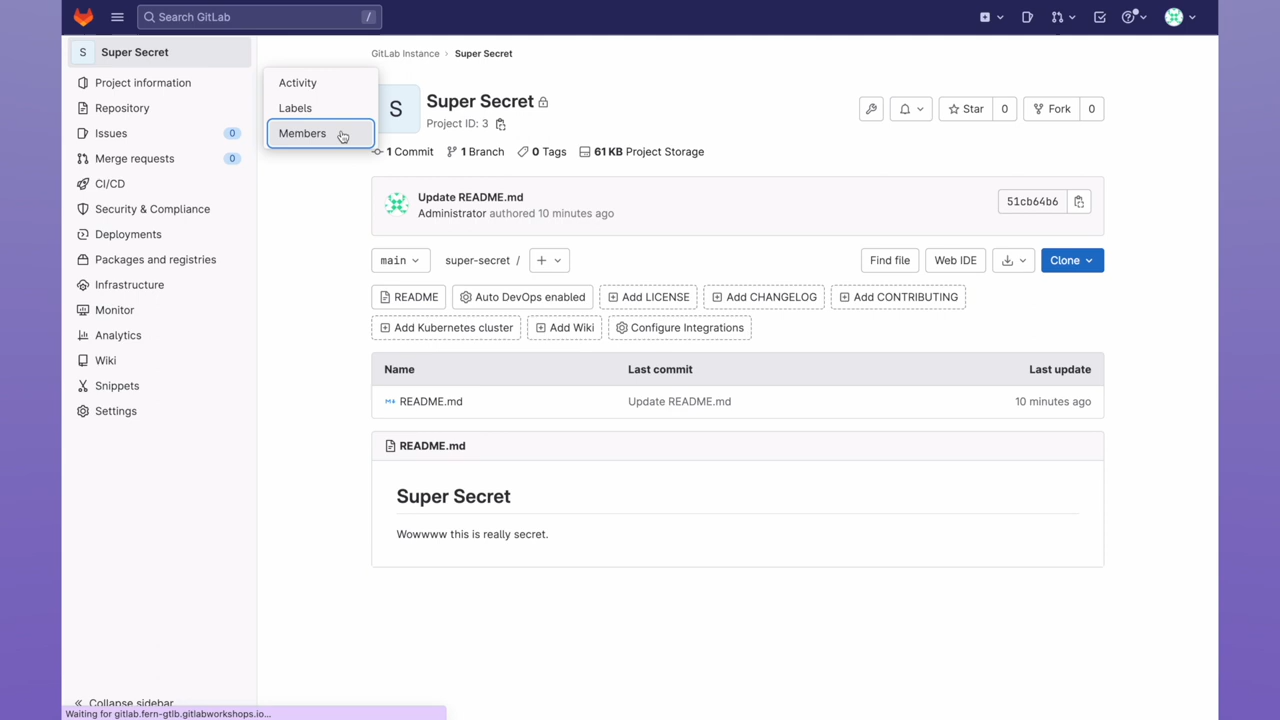 Search GitLab /
S Super Secret
Project information
Repository
Issues 0
Merge requests 0
CI/CD
Security & Compliance
Deployments
Packages and registries
Infrastructure
Monitor
Analytics
Wiki
Snippets
Settings
Collapse sidebar
Waiting for gitlab.fern-gtlb.gitlabworkshops.io...
Activity
Labels
Members
GitLab Instance › Super Secret
S
Super Secret
Project ID: 3
Star 0
Fork 0
1 Commit 1 Branch 0 Tags 61 KB Project Storage
Update README.md
Administrator authored 10 minutes ago
51cb64b6
main super-secret / +
Find file Web IDE Clone
README Auto DevOps enabled Add LICENSE Add CHANGELOG Add CONTRIBUTING
Add Kubernetes cluster Add Wiki Configure Integrations
Name Last commit Last update
README.md Update README.md 10 minutes ago
README.md
Super Secret
Wowwww this is really secret.